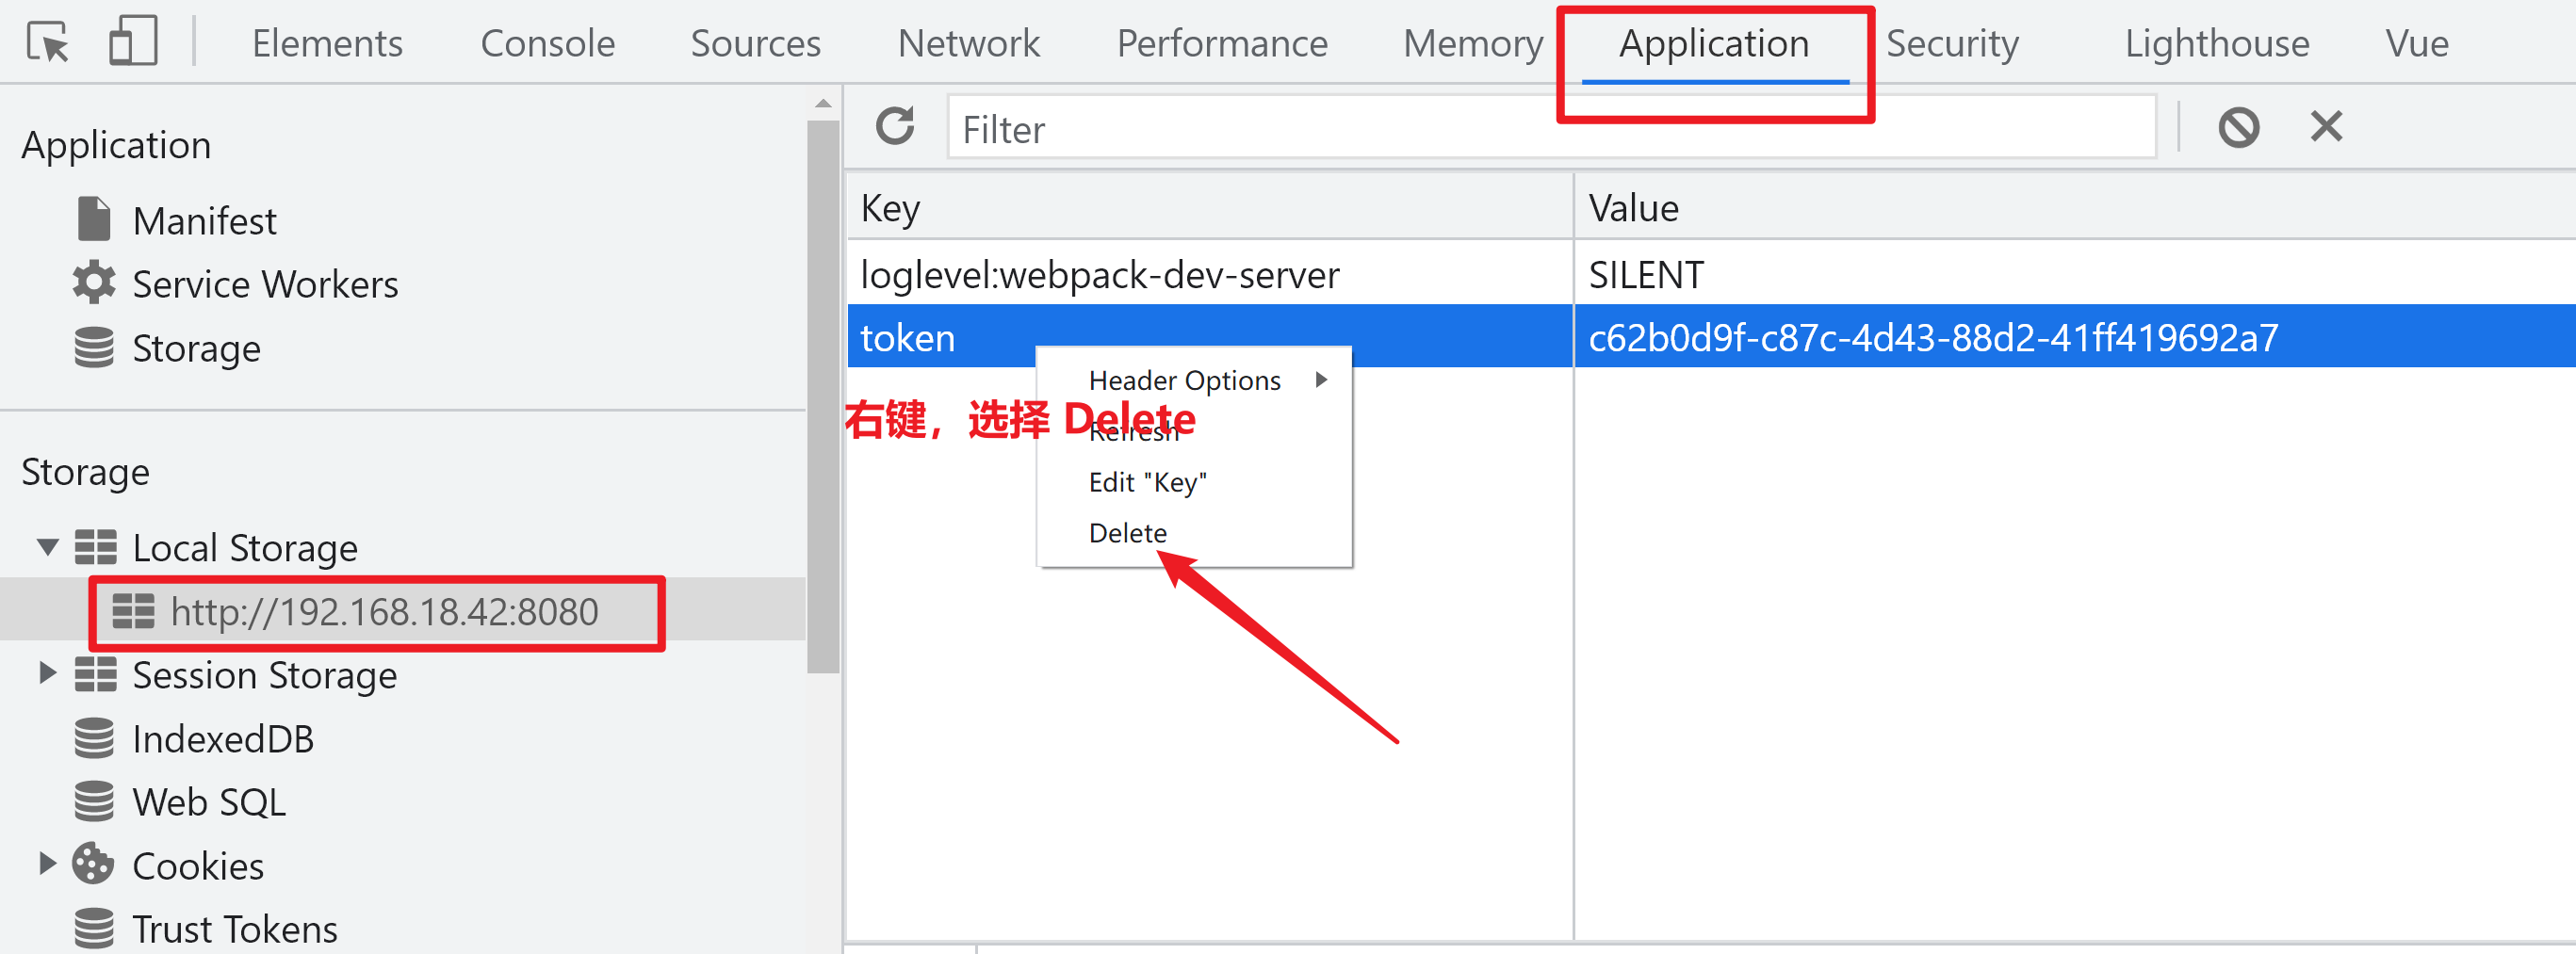 Elements Console Sources Network Performance Memory Application Security Lighthouse Vue
Application
Manifest
Service Workers
Storage
Storage
Local Storage
http://192.168.18.42:8080
Session Storage
IndexedDB
Web SQL
Cookies
Trust Tokens
Filter
Key Value
loglevel:webpack-dev-server SILENT
token c62b0d9f-c87c-4d43-88d2-41ff419692a7
Header Options
右键，选择 Delete
Refresh
Edit "Key"
Delete